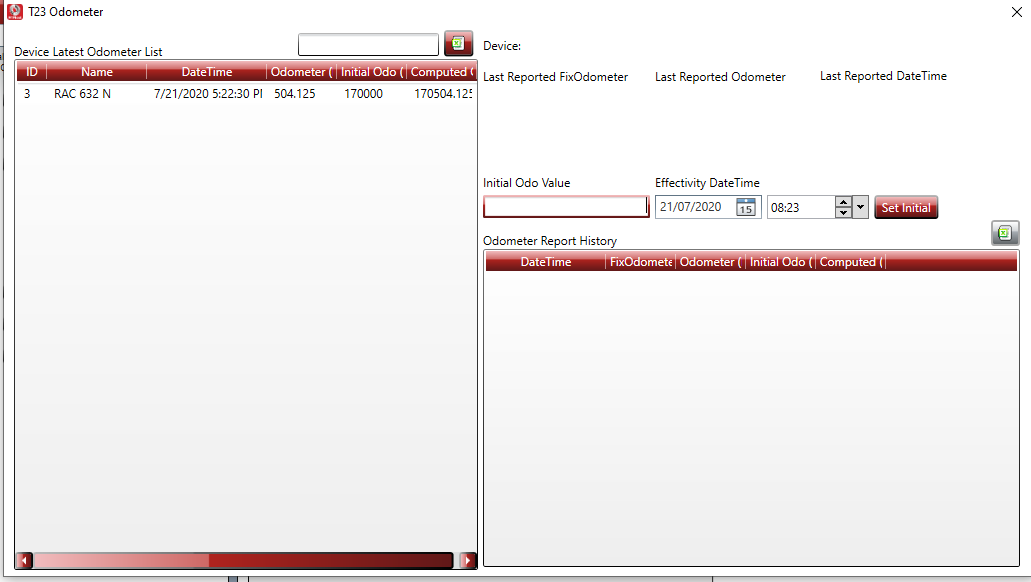 T23 Odometer
Device Latest Odometer List
ID Name DateTime Odometer ( Initial Odo ( Computed (
3 RAC 632 N 7/21/2020 5:22:30 PI 504.125 170000 170504.125
Device:
Last Reported FixOdometer Last Reported Odometer Last Reported DateTime
Initial Odo Value Effectivity DateTime
21/07/2020 15 08:23 Set Initial
Odometer Report History
DateTime FixOdomete Odometer ( Initial Odo ( Computed (